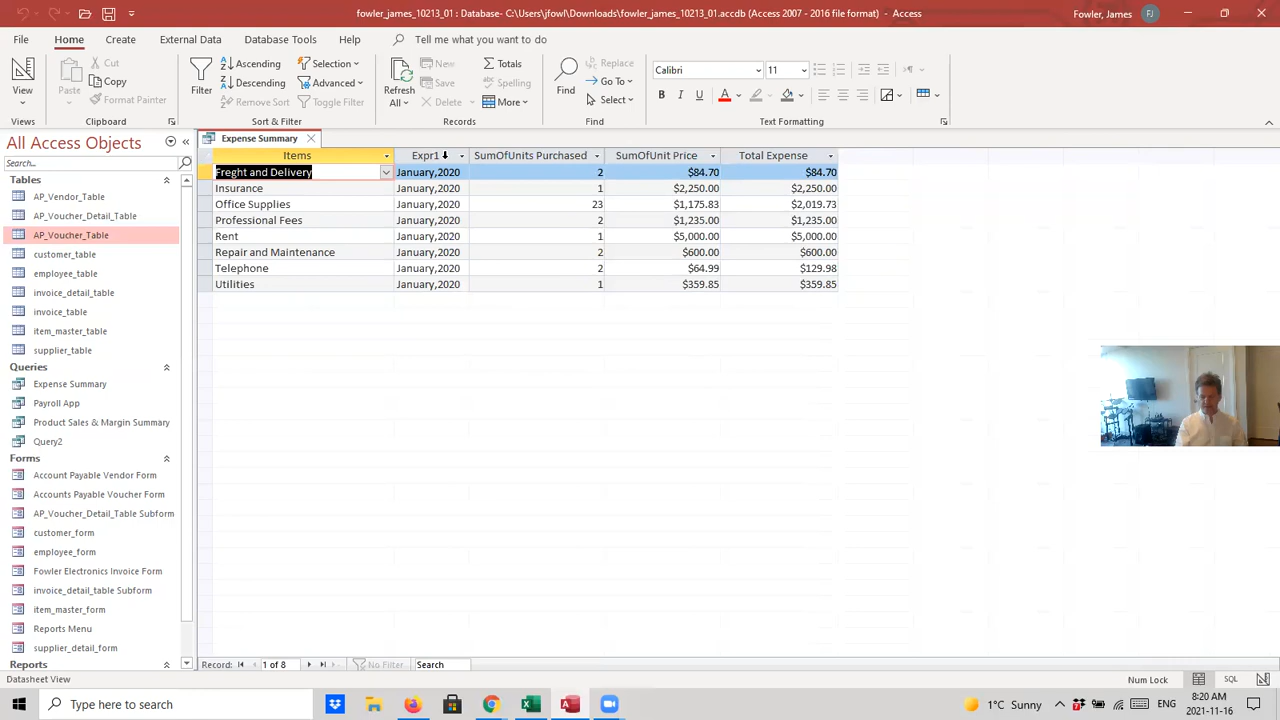 fowler_james_10213_01 : Database- C:\Users\jfowl\Downloads\fowler_james_10213_01.accdb (Access 2007 - 2016 file format) - Access
Fowler, James FJ
File Home Create External Data Database Tools Help Tell me what you want to do
View
Views
Paste
Cut
Copy
Format Painter
Clipboard
Filter
Ascending
Descending
Remove Sort
Selection
Advanced
Toggle Filter
Sort & Filter
Refresh All
New
Save
Delete
Totals
Spelling
More
Records
Find
Replace
Go To
Select
Find
Calibri 11
B I U A
Text Formatting
All Access Objects
Search...
Tables
AP_Vendor_Table
AP_Voucher_Detail_Table
AP_Voucher_Table
customer_table
employee_table
invoice_detail_table
invoice_table
item_master_table
supplier_table
Queries
Expense Summary
Payroll App
Product Sales & Margin Summary
Query2
Forms
Account Payable Vendor Form
Accounts Payable Voucher Form
AP_Voucher_Detail_Table Subform
customer_form
employee_form
Fowler Electronics Invoice Form
invoice_detail_table Subform
item_master_form
Reports Menu
supplier_detail_form
Reports
Expense Summary
Items Expr1 SumOfUnits Purchased SumOfUnit Price Total Expense
Freght and Delivery January,2020 2 $84.70 $84.70
Insurance January,2020 1 $2,250.00 $2,250.00
Office Supplies January,2020 23 $1,175.83 $2,019.73
Professional Fees January,2020 2 $1,235.00 $1,235.00
Rent January,2020 1 $5,000.00 $5,000.00
Repair and Maintenance January,2020 2 $600.00 $600.00
Telephone January,2020 2 $64.99 $129.98
Utilities January,2020 1 $359.85 $359.85
Record: 1 of 8 No Filter Search
Datasheet View Num Lock SQL
Type here to search
1°C Sunny ENG
8:20 AM
2021-11-16